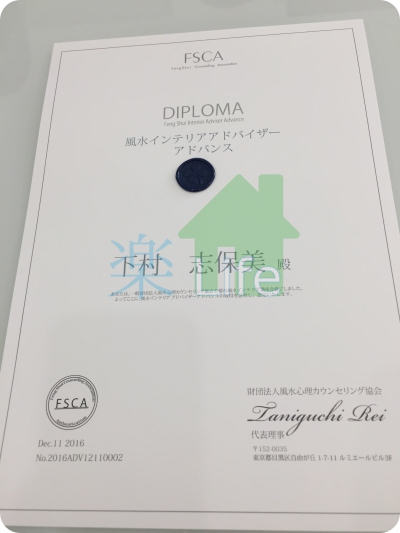 FSCA
FengShui Counseling Association
DIPLOMA
Feng Shui Interior Advisor Advance
風水インテリアアドバイザー
アドバンス
楽
fe
下村 志保美 殿
FSCA
Dec.11 2016
No.2016ADV12110002
財団法人風水心理カウンセリング協会
Taniguchi Rei
代表理事
〒152-0035
東京都目黒区自由が丘 1-7-11 ルミエールビル3F